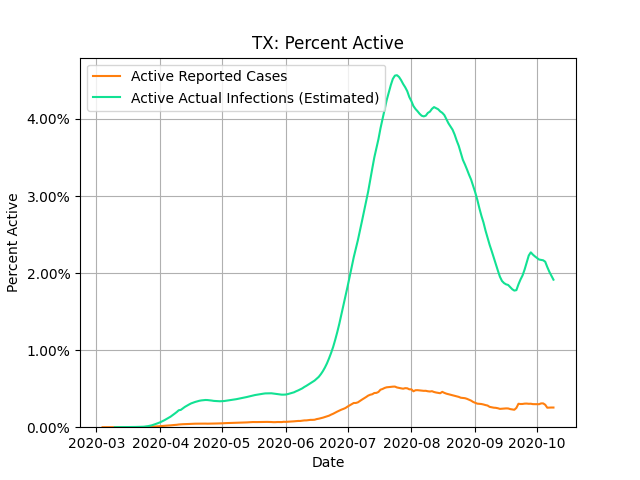 TX: Percent Active
Active Reported Cases
Active Actual Infections (Estimated)
Percent Active
4.00%
3.00%
2.00%
1.00%
0.00%
2020-03 2020-04 2020-05 2020-06 2020-07 2020-08 2020-09 2020-10
Date